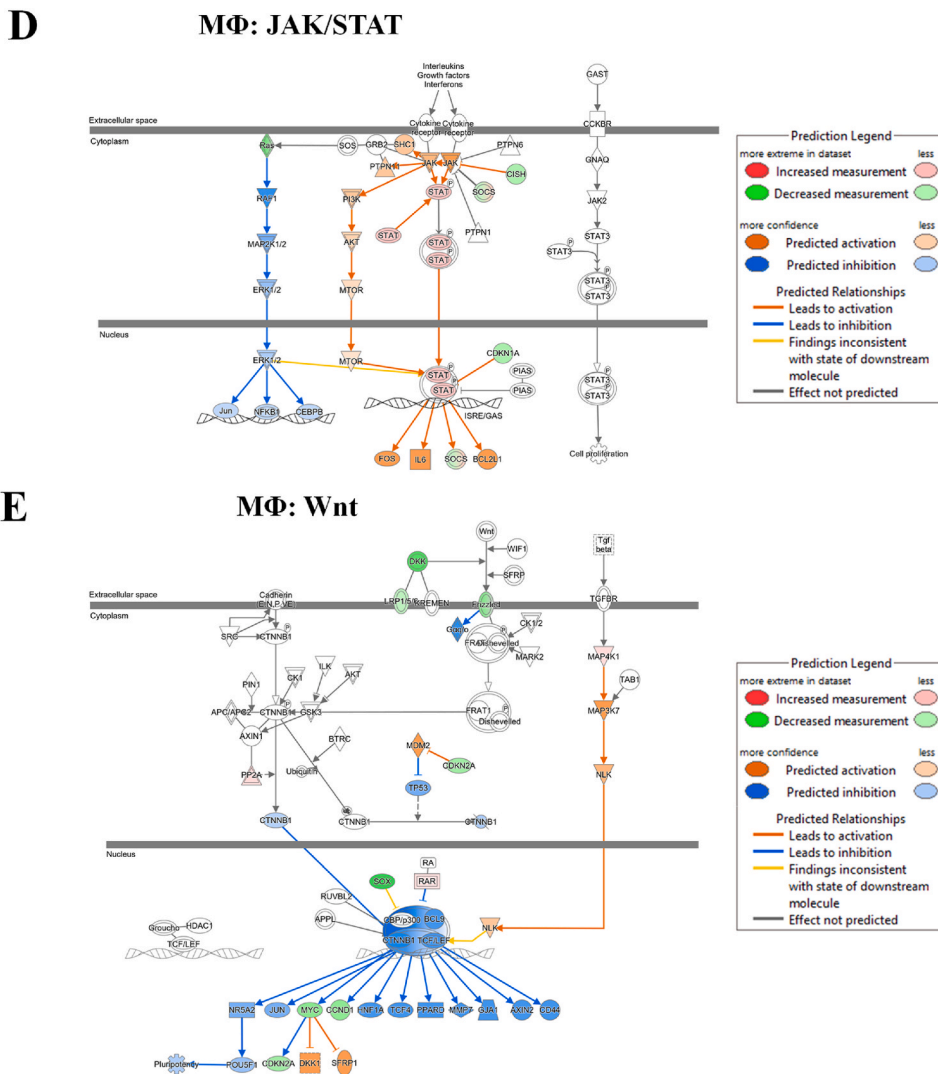 D
MΦ: JAK/STAT
Interleukins
Growth factors
Interferons
GAST
Extracellular space
Cytoplasm
Cytokine
receptor
Cytokine
receptor
CCKBR
Ras
SOS
GRB2
SHC1
PTPN11
JAK
JAK
PTPN6
GNAQ
CISH
RAF1
PI3K
STAT
P
SOCS
JAK2
STAT
PTPN1
MAP2K1/2
AKT
STAT
P
STAT
P
STAT3
STAT3
P
ERK1/2
MTOR
STAT3
P
STAT3
P
Nucleus
ERK1/2
MTOR
STAT
P
STAT
P
CDKN1A
PIAS
PIAS
STAT3
P
STAT3
P
Jun
NFKB1
CEBPB
ISRE/GAS
FOS
IL6
SOCS
BCL2L1
Cell proliferation
Prediction Legend
more extreme in dataset
less
Increased measurement
Decreased measurement
more confidence
less
Predicted activation
Predicted inhibition
Predicted Relationships
Leads to activation
Leads to inhibition
Findings inconsistent
with state of downstream
molecule
Effect not predicted
E
MΦ: Wnt
Wnt
WIF1
Tgf
beta
DKK
SFRP
Extracellular space
Cytoplasm
Cadherin
(E,N,P,VE)
LRP1/5/6
KREMEN
Frizzled
TGFBR
SRC
CTNNB1
P
Gαq/o
FRAT1
Dishevelled
P
CK1/2
MARK2
MAP4K1
PIN1
CK1
ILK
AKT
TAB1
APC/APC2
CTNNB1
P
GSK3
FRAT1
P
Dishevelled
MAP3K7
AXIN1
BTRC
MDM2
PP2A
Ubiquitin
CDKN2A
NLK
TP53
CTNNB1
CTNNB1
CTNNB1
Nucleus
RA
SOX
RAR
RUVBL2
CBP/p300
BCL9
APPL
NLK
Groucho
HDAC1
TCF/LEF
CTNNB1
TCF/LEF
NR5A2
JUN
MYC
CCND1
HNF1A
TCF4
PPARD
MMP7
GJA1
AXIN2
CD44
Pluripotency
POU5F1
CDKN2A
DKK1
SFRP1
Prediction Legend
more extreme in dataset
less
Increased measurement
Decreased measurement
more confidence
less
Predicted activation
Predicted inhibition
Predicted Relationships
Leads to activation
Leads to inhibition
Findings inconsistent
with state of downstream
molecule
Effect not predicted